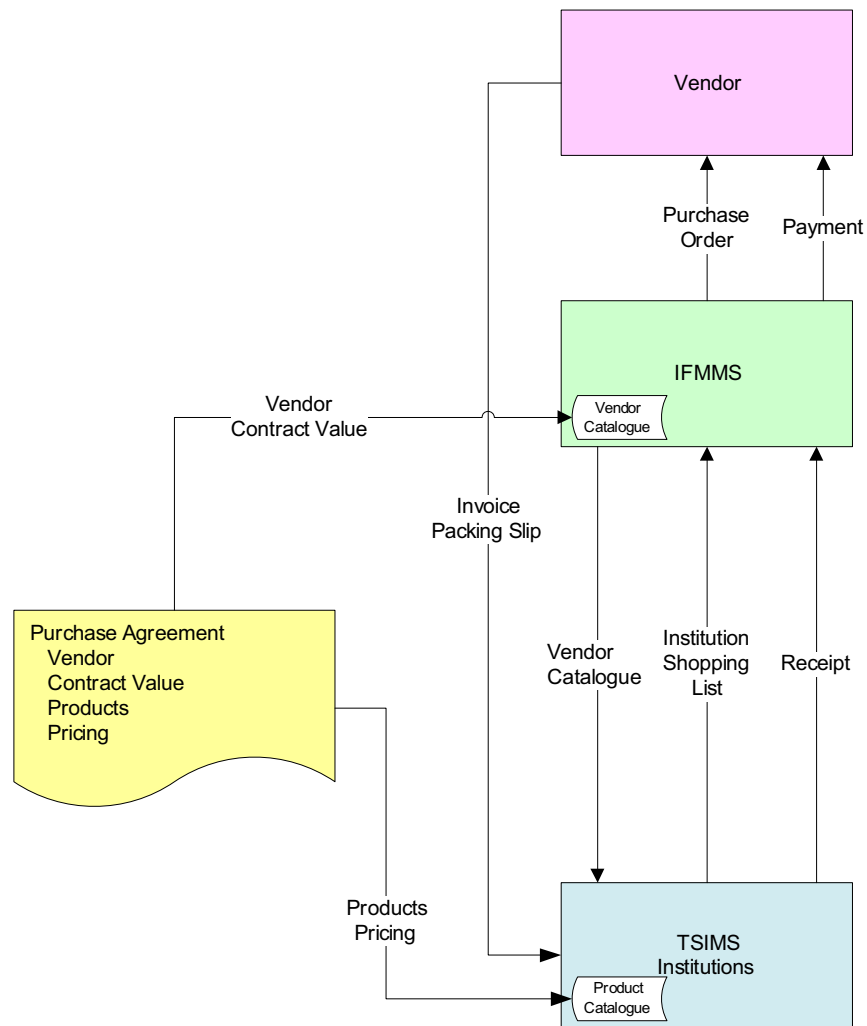 Vendor
Purchase
Order
Payment
IFMMS
Vendor
Catalogue
Vendor
Contract Value
Invoice
Packing Slip
Purchase Agreement
Vendor
Contract Value
Products
Pricing
Vendor
Catalogue
Institution
Shopping
List
Receipt
Products
Pricing
TSIMS
Institutions
Product
Catalogue